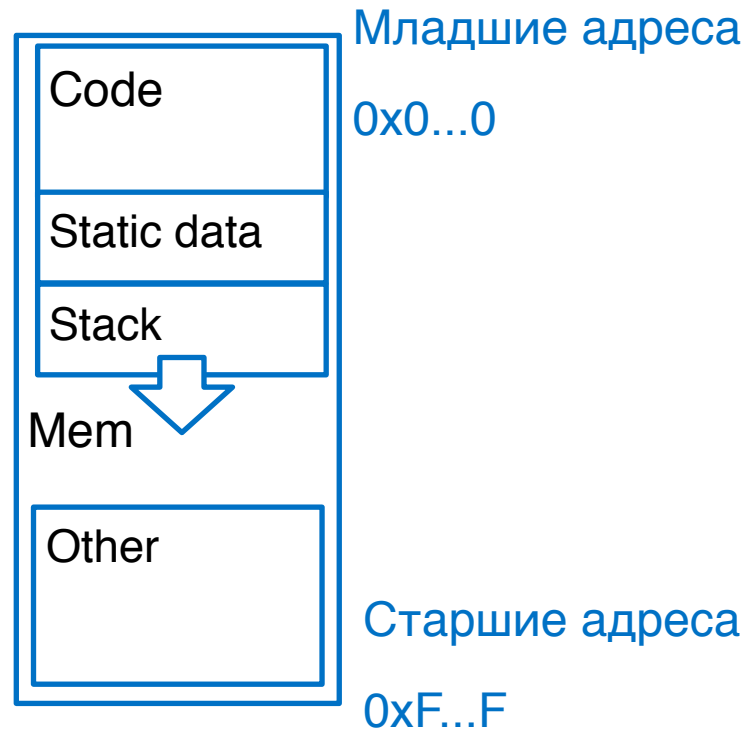 Младшие адреса
Code
0x0...0
Static data
Stack
Mem
Other
Старшие адреса
0xF...F